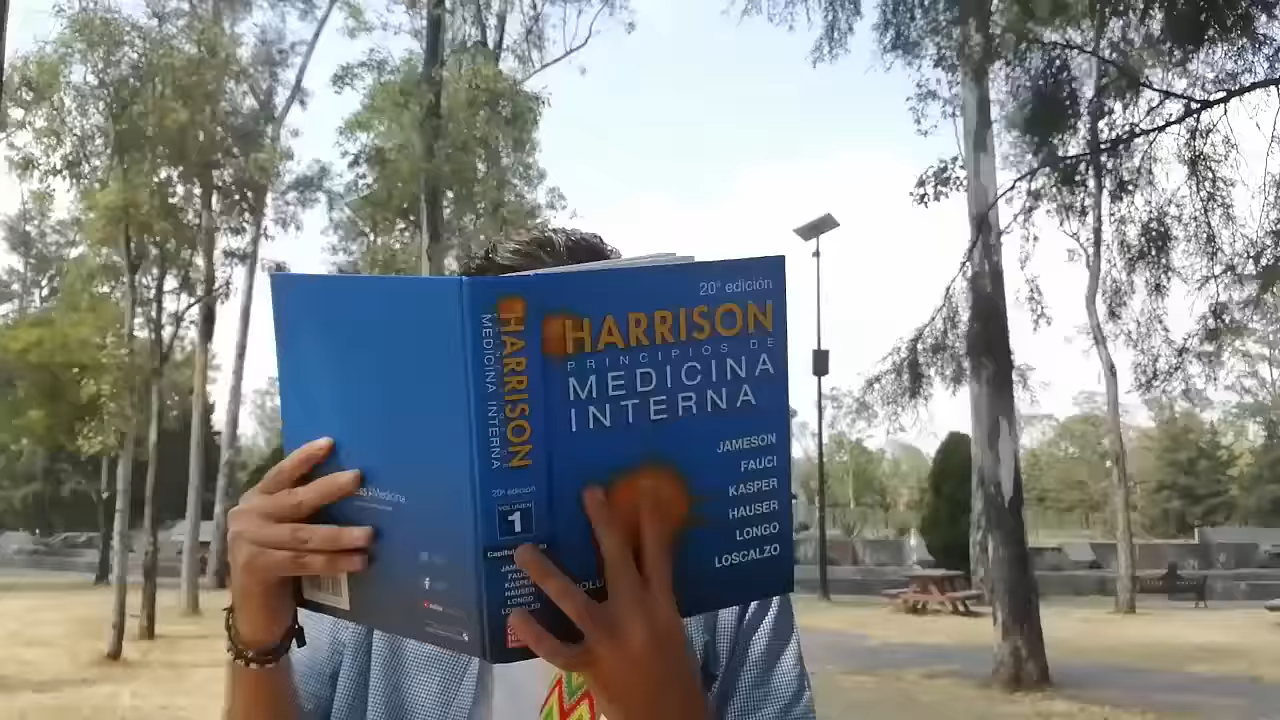 20ª edición
HARRISON
PRINCIPIOS DE
MEDICINA
INTERNA
JAMESON
FAUCI
KASPER
HAUSER
LONGO
LOSCALZO
HARRISON
MEDICINA INTERNA
20ª edición
VOLUMEN
1
JAMESON
FAUCI
KASPER
HAUSER
LONGO
LOSCALZO
Medicina